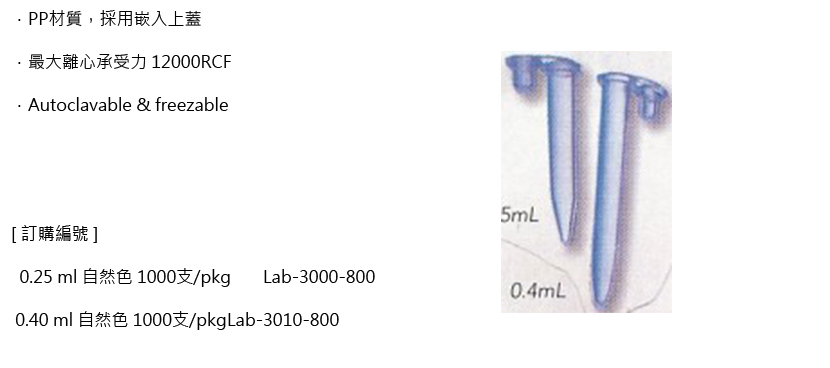 ．PP材質，採用嵌入上蓋
．最大離心承受力 12000RCF
．Autoclavable & freezable
[ 訂購編號 ]
0.25 ml 自然色 1000支/pkg Lab-3000-800
0.40 ml 自然色 1000支/pkgLab-3010-800
5mL
0.4mL